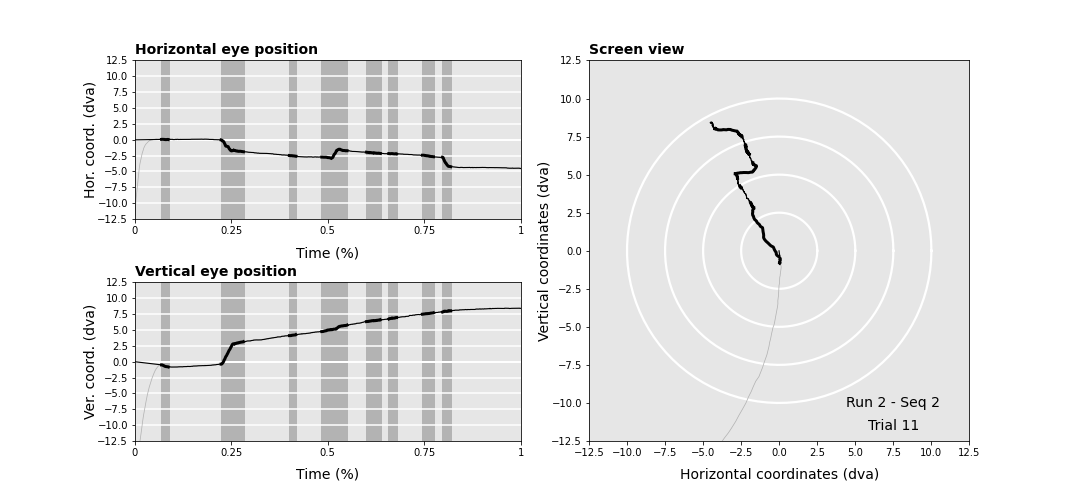 Horizontal eye position
Hor. coord. (dva)
12.5
10.0
7.5
5.0
2.5
0.0
−2.5
−5.0
−7.5
−10.0
−12.5
0 0.25 0.5 0.75 1
Time (%)
Vertical eye position
Ver. coord. (dva)
12.5
10.0
7.5
5.0
2.5
0.0
−2.5
−5.0
−7.5
−10.0
−12.5
0 0.25 0.5 0.75 1
Time (%)
Screen view
Vertical coordinates (dva)
12.5
10.0
7.5
5.0
2.5
0.0
−2.5
−5.0
−7.5
−10.0
−12.5
Run 2 - Seq 2
Trial 11
−12.5 −10.0 −7.5 −5.0 −2.5 0.0 2.5 5.0 7.5 10.0 12.5
Horizontal coordinates (dva)